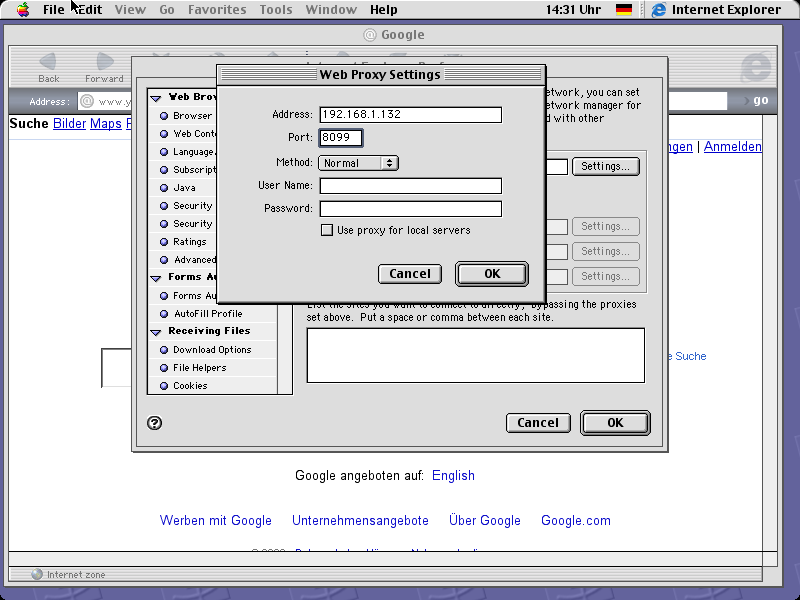 File Edit View Go Favorites Tools Window Help 14:31 Uhr Internet Explorer
Google
Back Forward
Address: go
Web Proxy Settings
Suche Bilder Maps
Anmelden
Address: 192.168.1.132
Port: 8099
Method: Normal
User Name:
Password:
Use proxy for local servers
Cancel OK
etwork, you can set
etwork manager for
d with other
Settings...
Settings...
Settings...
Settings...
Web Brow
Browser
Web Conte
Language
Subscript
Java
Security
Security
Ratings
Advanced
Forms Au
Forms Au
AutoFill Profile
Receiving Files
Download Options
File Helpers
Cookies
List the sites you want to connect to directly, bypassing the proxies
set above. Put a space or comma between each site.
Cancel OK
e Suche
Google angeboten auf: English
Werben mit Google Unternehmensangebote Über Google Google.com
Internet zone